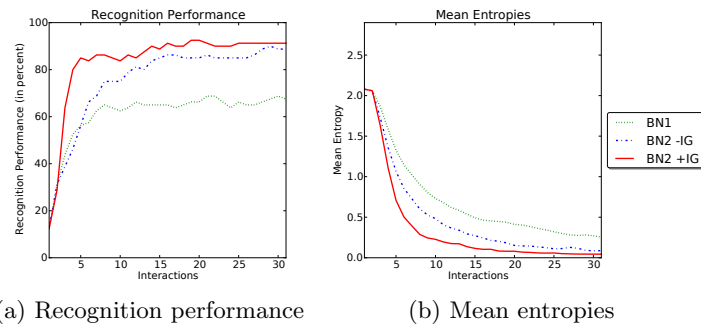 Recognition Performance
100
80
60
40
20
0
5 10 15 20 25 30
Interactions
Recognition Performance (in percent)
Mean Entropies
2.5
2.0
1.5
1.0
0.5
0.0
5 10 15 20 25 30
Interactions
Mean Entropy
BN1
BN2 -IG
BN2 +IG
a) Recognition performance
(b) Mean entropies